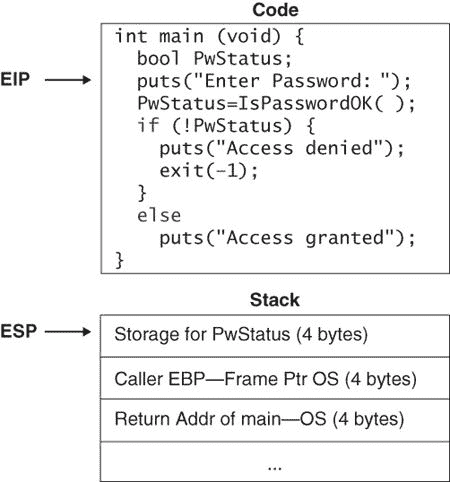 Code
int main (void) {
bool PwStatus;
puts("Enter Password: ");
EIP
PwStatus=IsPasswordOK( );
if (!PwStatus) {
puts("Access denied");
exit(-1);
}
else
puts("Access granted");
}
Stack
ESP
Storage for PwStatus (4 bytes)
Caller EBP—Frame Ptr OS (4 bytes)
Return Addr of main—OS (4 bytes)
...